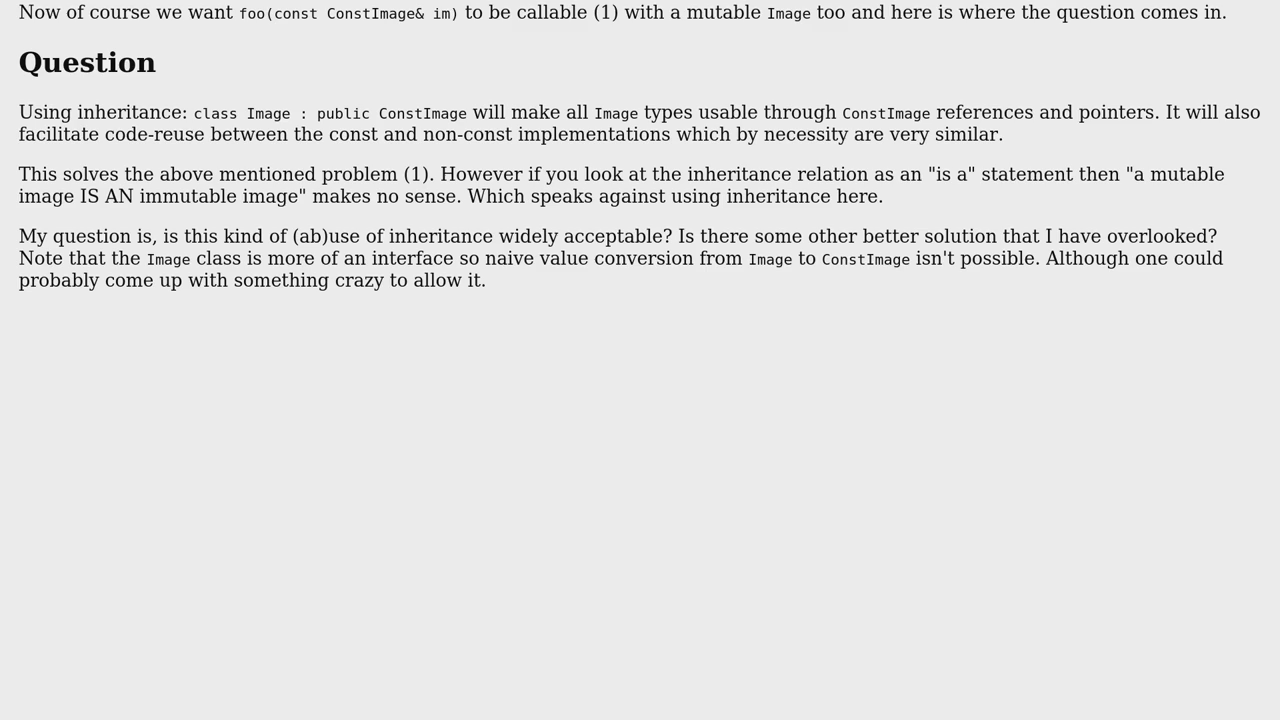 Now of course we want foo(const ConstImage& im) to be callable (1) with a mutable Image too and here is where the question comes in.
Question
Using inheritance: class Image : public ConstImage will make all Image types usable through ConstImage references and pointers. It will also
facilitate code-reuse between the const and non-const implementations which by necessity are very similar.
This solves the above mentioned problem (1). However if you look at the inheritance relation as an "is a" statement then "a mutable
image IS AN immutable image" makes no sense. Which speaks against using inheritance here.
My question is, is this kind of (ab)use of inheritance widely acceptable? Is there some other better solution that I have overlooked?
Note that the Image class is more of an interface so naive value conversion from Image to ConstImage isn't possible. Although one could
probably come up with something crazy to allow it.